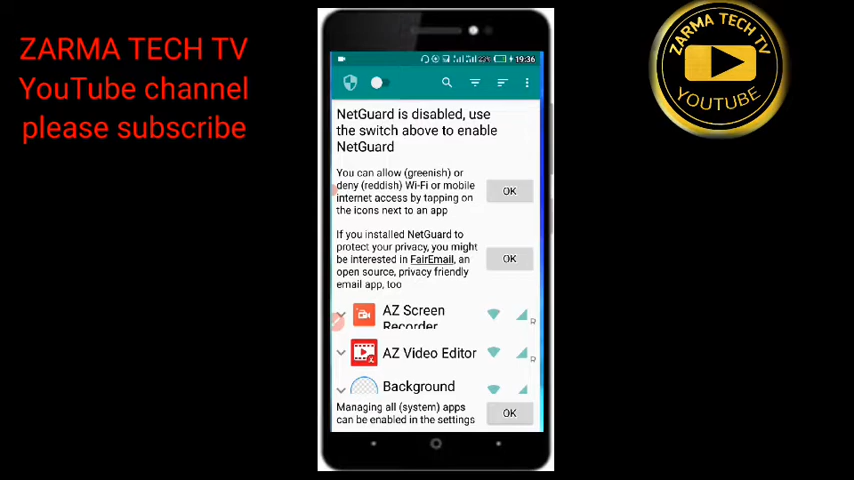 ZARMA TECH TV
YouTube channel
please subscribe
ZARMA TECH TV
YOUTUBE
19:36
NetGuard is disabled, use
the switch above to enable
NetGuard
You can allow (greenish) or
deny (reddish) Wi-Fi or mobile
internet access by tapping on
the icons next to an app
OK
If you installed NetGuard to
protect your privacy, you might
be interested in FairEmail, an
open source, privacy friendly
email app, too
OK
AZ Screen
Recorder
R
AZ Video Editor
R
Background
Managing all (system) apps
can be enabled in the settings
OK